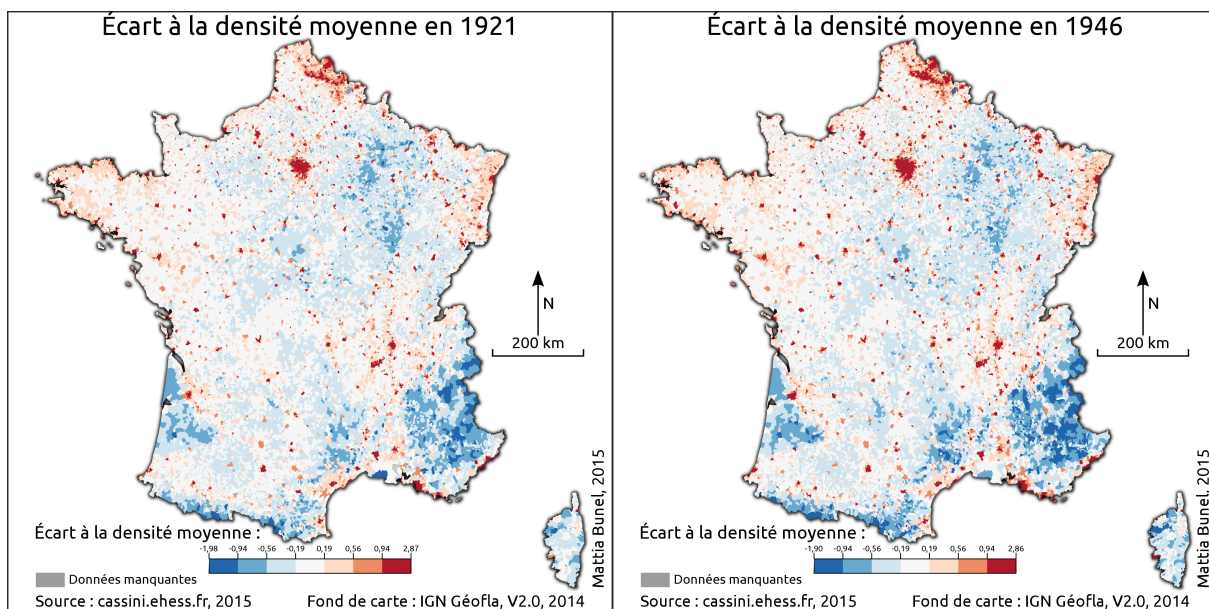 Écart à la densité moyenne en 1921
N
200 km
Écart à la densité moyenne :
-1,98 -0,94 -0,56 -0,19 0,19 0,56 0,94 2,87
Données manquantes
Source : cassini.ehess.fr, 2015 Fond de carte : IGN Géofla, V2.0, 2014
Mattia Bunel, 2015
Écart à la densité moyenne en 1946
N
200 km
Écart à la densité moyenne :
-1,90 -0,94 -0,56 -0,19 0,19 0,56 0,94 2,86
Données manquantes
Source : cassini.ehess.fr, 2015 Fond de carte : IGN Géofla, V2.0, 2014
Mattia Bunel. 2015